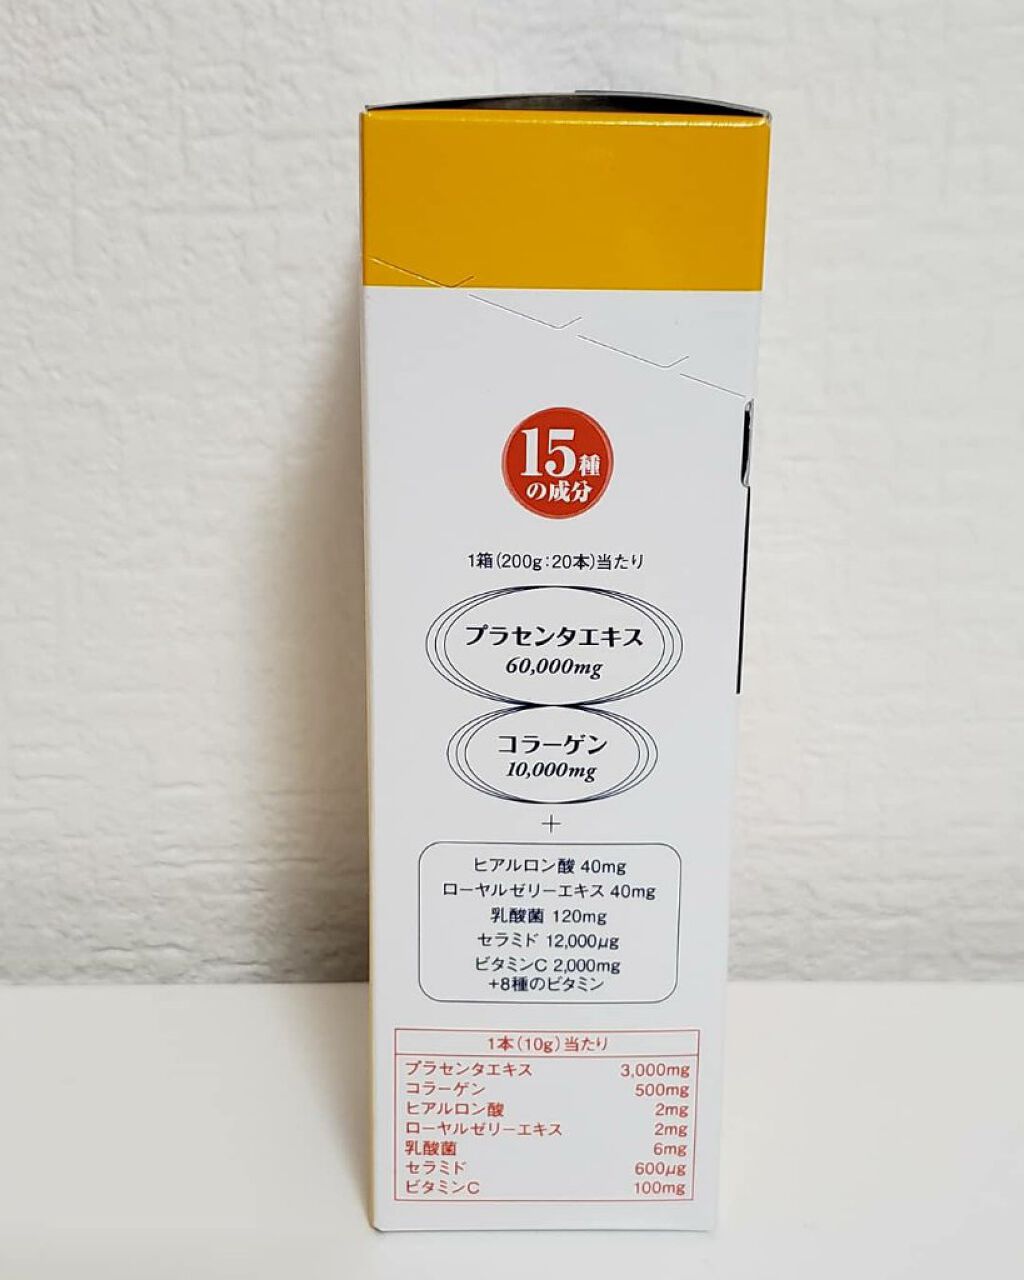 15種
の成分
1箱(200g:20本)当たり
プラセンタエキス
60,000mg
コラーゲン
10,000mg
+
ヒアルロン酸 40mg
ローヤルゼリーエキス 40mg
乳酸菌 120mg
セラミド 12,000μg
ビタミンC 2,000mg
+8種のビタミン
1本(10g)当たり
プラセンタエキス 3,000mg
コラーゲン 500mg
ヒアルロン酸 2mg
ローヤルゼリーエキス 2mg
乳酸菌 6mg
セラミド 600μg
ビタミンC 100mg